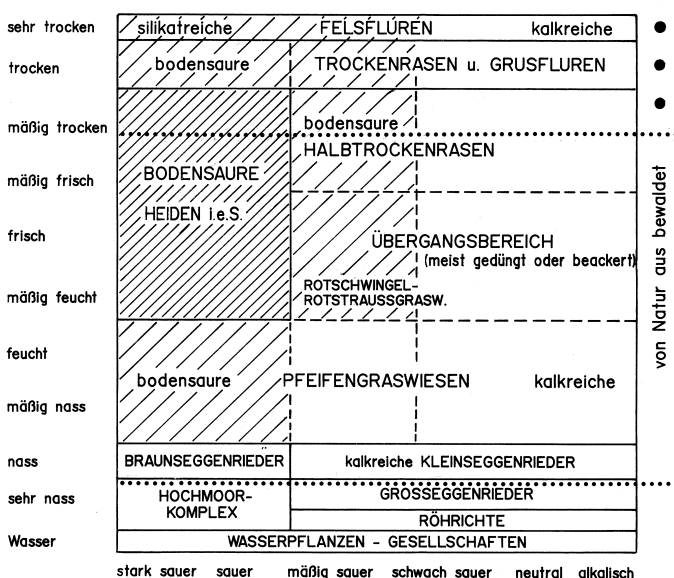 sehr trocken
silikatreiche FELSFLUREN kalkreiche
trocken
bodensaure TROCKENRASEN u. GRUSFLUREN
mäßig trocken
bodensaure
HALBTROCKENRASEN
mäßig frisch
BODENSAURE
HEIDEN i.e.S.
frisch
ÜBERGANGSBEREICH
(meist gedüngt oder beackert)
mäßig feucht
ROTSCHWINGEL-
ROTSTRAUSSGRASW.
von Natur aus bewaldet
feucht
bodensaure PFEIFENGRASWIESEN kalkreiche
mäßig nass
nass
BRAUNSEGGENRIEDER
kalkreiche KLEINSEGGENRIEDER
sehr nass
HOCHMOOR-
KOMPLEX
GROSSEGGENRIEDER
RÖHRICHTE
Wasser
WASSERPFLANZEN - GESELLSCHAFTEN
stark sauer sauer mäßig sauer schwach sauer neutral alkalisch